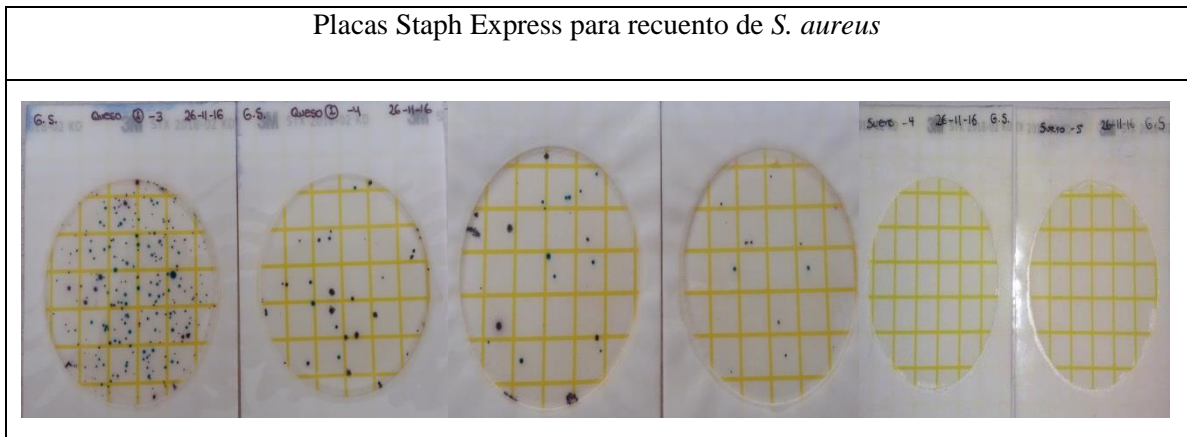 Placas Staph Express para recuento de S. aureus
G.S. Queso ① -3 26-11-16
G.S. Queso ① -4 26-11-16
Suero -4 26-11-16 G.S.
Suero -5 26-11-16 G.S
3M